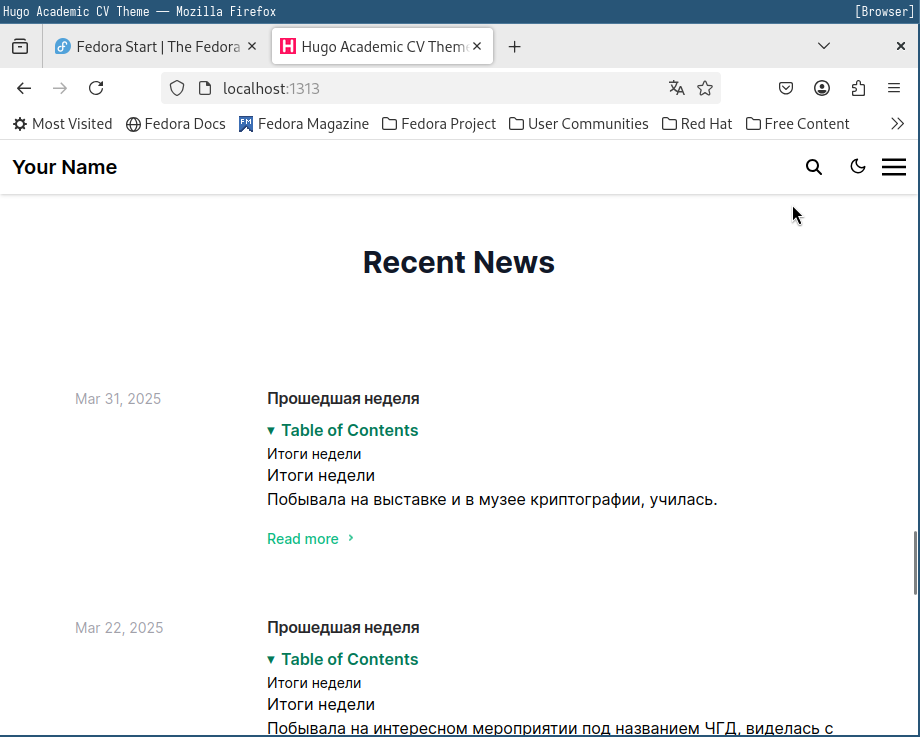 Hugo Academic CV Theme — Mozilla Firefox [Browser]
Fedora Start | The Fedora Hugo Academic CV Them
localhost:1313
Most Visited Fedora Docs Fedora Magazine Fedora Project User Communities Red Hat Free Content
Your Name
Recent News
Mar 31, 2025 Прошедшая неделя
Table of Contents
Итоги недели
Итоги недели
Побывала на выставке и в музее криптографии, училась.
Read more
Mar 22, 2025 Прошедшая неделя
Table of Contents
Итоги недели
Итоги недели
Побывала на интересном мероприятии под названием ЧГД, виделась с